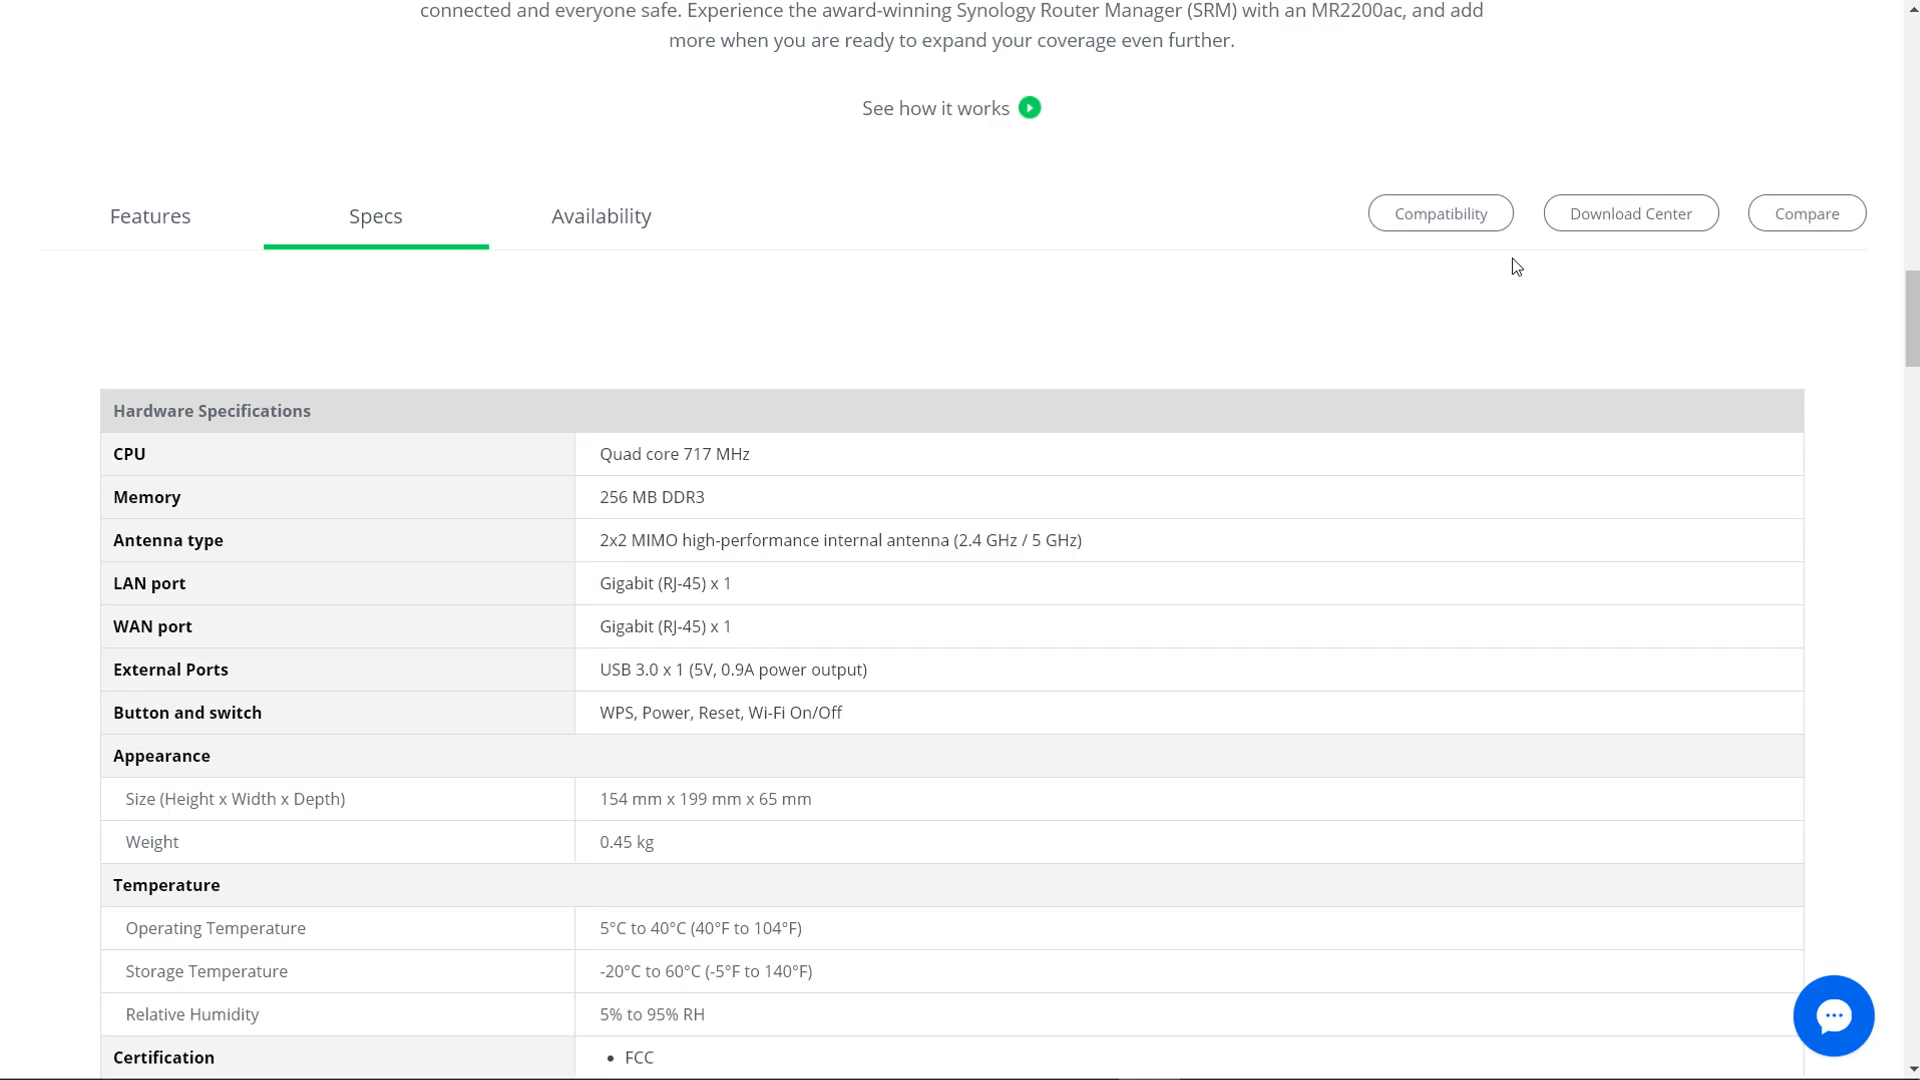 connected and everyone safe. Experience the award-winning Synology Router Manager (SRM) with an MR2200ac, and add
more when you are ready to expand your coverage even further.
See how it works
Features Specs Availability Compatibility Download Center Compare
Hardware Specifications
CPU Quad core 717 MHz
Memory 256 MB DDR3
Antenna type 2x2 MIMO high-performance internal antenna (2.4 GHz / 5 GHz)
LAN port Gigabit (RJ-45) x 1
WAN port Gigabit (RJ-45) x 1
External Ports USB 3.0 x 1 (5V, 0.9A power output)
Button and switch WPS, Power, Reset, Wi-Fi On/Off
Appearance
Size (Height x Width x Depth) 154 mm x 199 mm x 65 mm
Weight 0.45 kg
Temperature
Operating Temperature 5°C to 40°C (40°F to 104°F)
Storage Temperature -20°C to 60°C (-5°F to 140°F)
Relative Humidity 5% to 95% RH
Certification • FCC